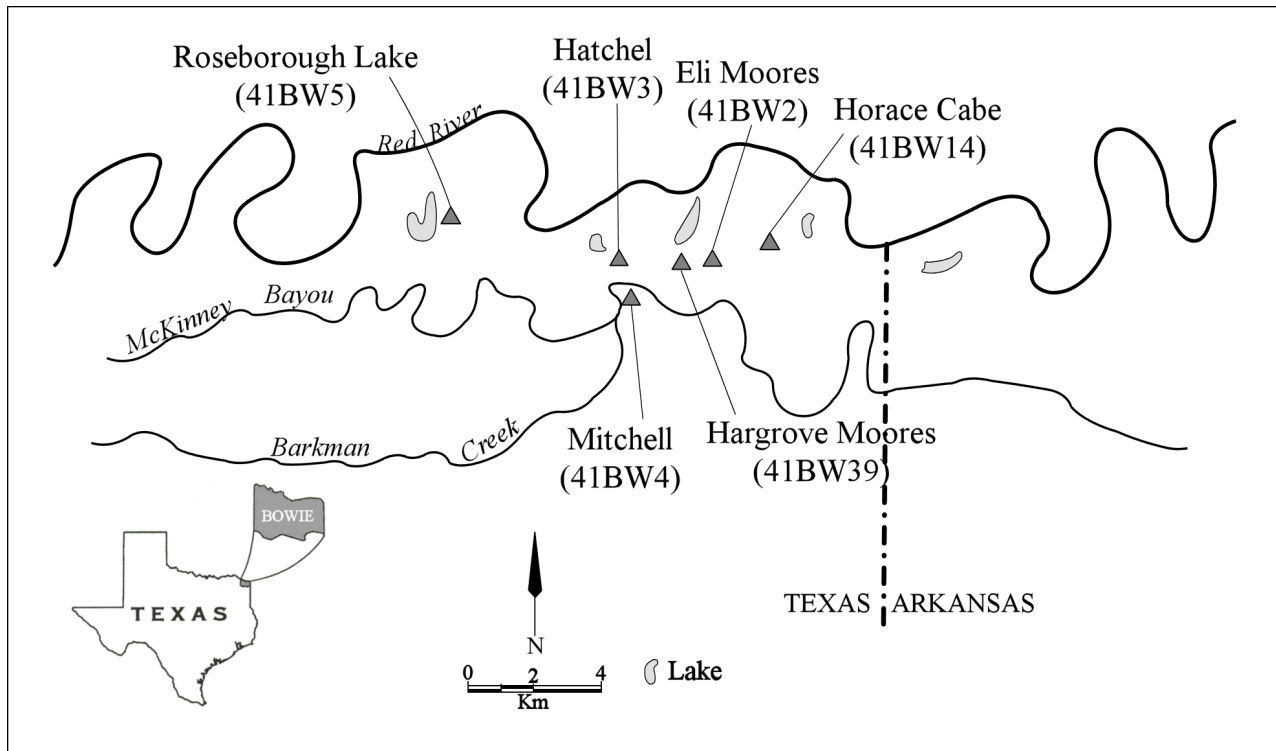 Roseborough Lake
(41BW5)
Hatchel
(41BW3)
Eli Moores
(41BW2)
Horace Cabe
(41BW14)
Red River
McKinney Bayou
Barkman Creek
Mitchell
(41BW4)
Hargrove Moores
(41BW39)
BOWIE
TEXAS
TEXAS ARKANSAS
N
0 2 4
Km
Lake